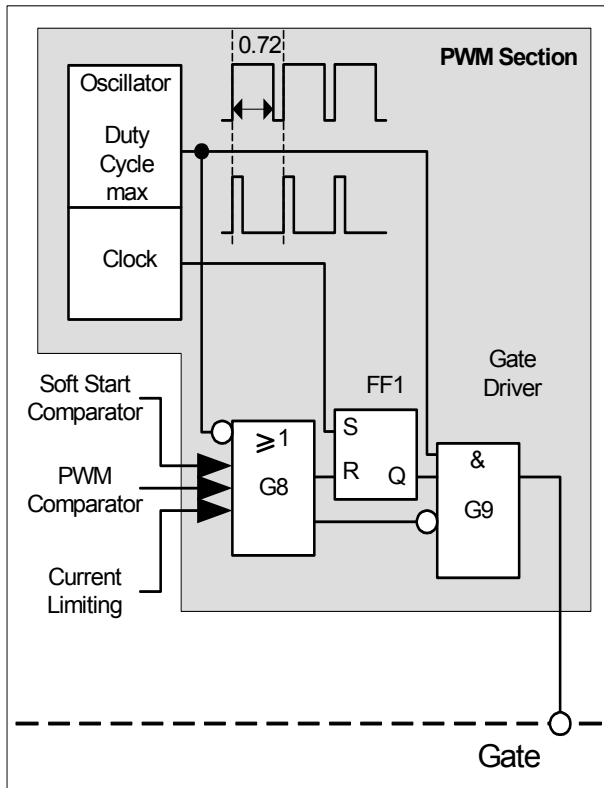 0.72
PWM Section
Oscillator
Duty
Cycle
max
Clock
Soft Start
Comparator
PWM
Comparator
Current
Limiting
≥1
G8
FF1
S
R
Q
Gate
Driver
&
G9
Gate